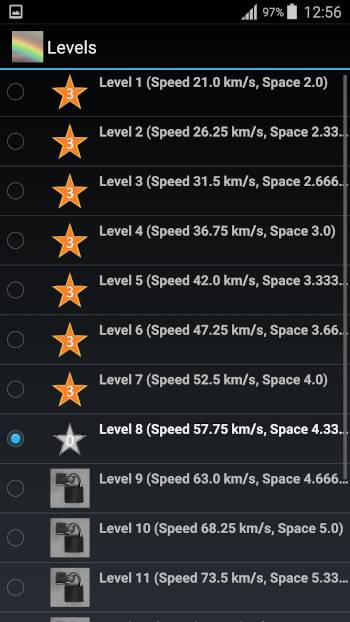 97% 12:56
Levels
3 Level 1 (Speed 21.0 km/s, Space 2.0)
3 Level 2 (Speed 26.25 km/s, Space 2.33...
3 Level 3 (Speed 31.5 km/s, Space 2.666...
3 Level 4 (Speed 36.75 km/s, Space 3.0)
3 Level 5 (Speed 42.0 km/s, Space 3.333...
3 Level 6 (Speed 47.25 km/s, Space 3.66...
3 Level 7 (Speed 52.5 km/s, Space 4.0)
0 Level 8 (Speed 57.75 km/s, Space 4.33...
Level 9 (Speed 63.0 km/s, Space 4.666...
Level 10 (Speed 68.25 km/s, Space 5.0)
Level 11 (Speed 73.5 km/s, Space 5.33...